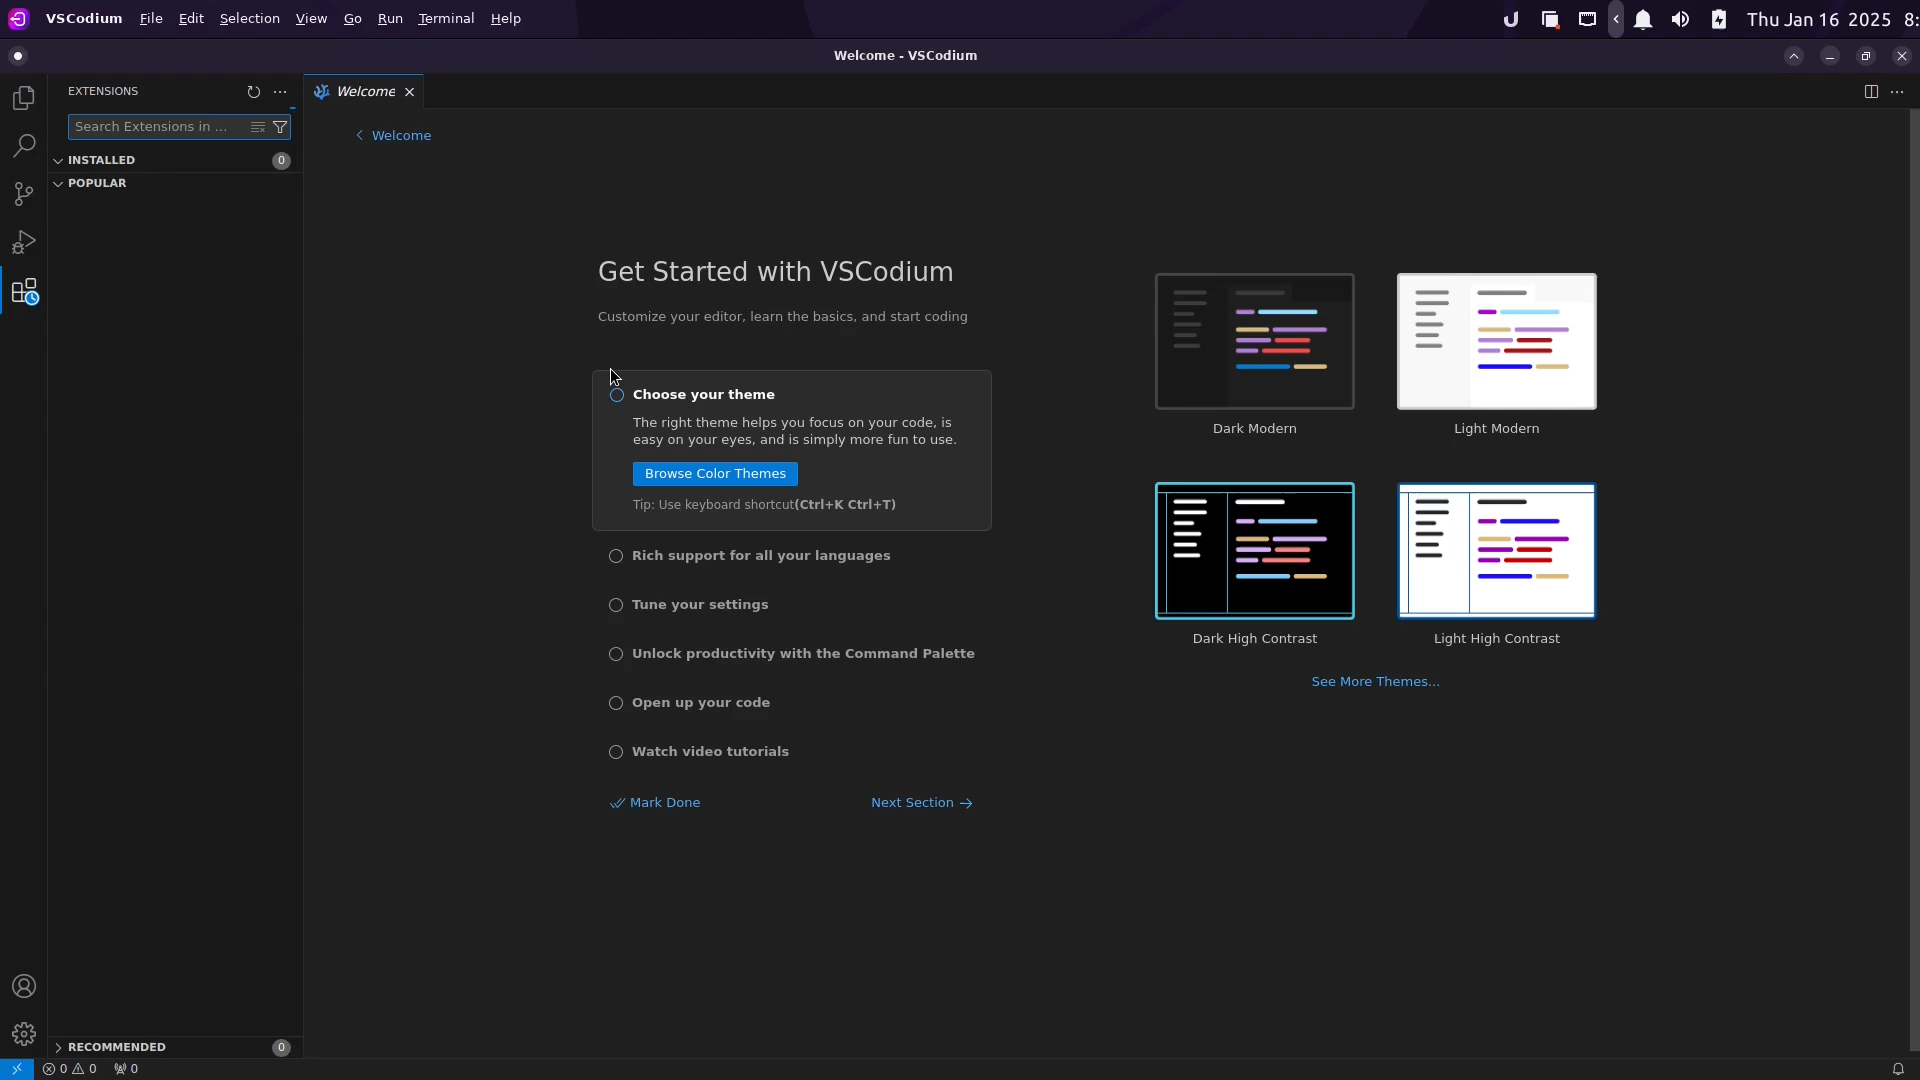 VSCodium File Edit Selection View Go Run Terminal Help
Thu Jan 16 2025 8:
Welcome - VSCodium
EXTENSIONS
Welcome
Search Extensions in ...
Welcome
INSTALLED 0
POPULAR
Get Started with VSCodium
Customize your editor, learn the basics, and start coding
Choose your theme
The right theme helps you focus on your code, is
easy on your eyes, and is simply more fun to use.
Browse Color Themes
Tip: Use keyboard shortcut(Ctrl+K Ctrl+T)
Rich support for all your languages
Tune your settings
Unlock productivity with the Command Palette
Open up your code
Watch video tutorials
Mark Done
Next Section
Dark Modern
Light Modern
Dark High Contrast
Light High Contrast
See More Themes...
RECOMMENDED 0
0 0 0